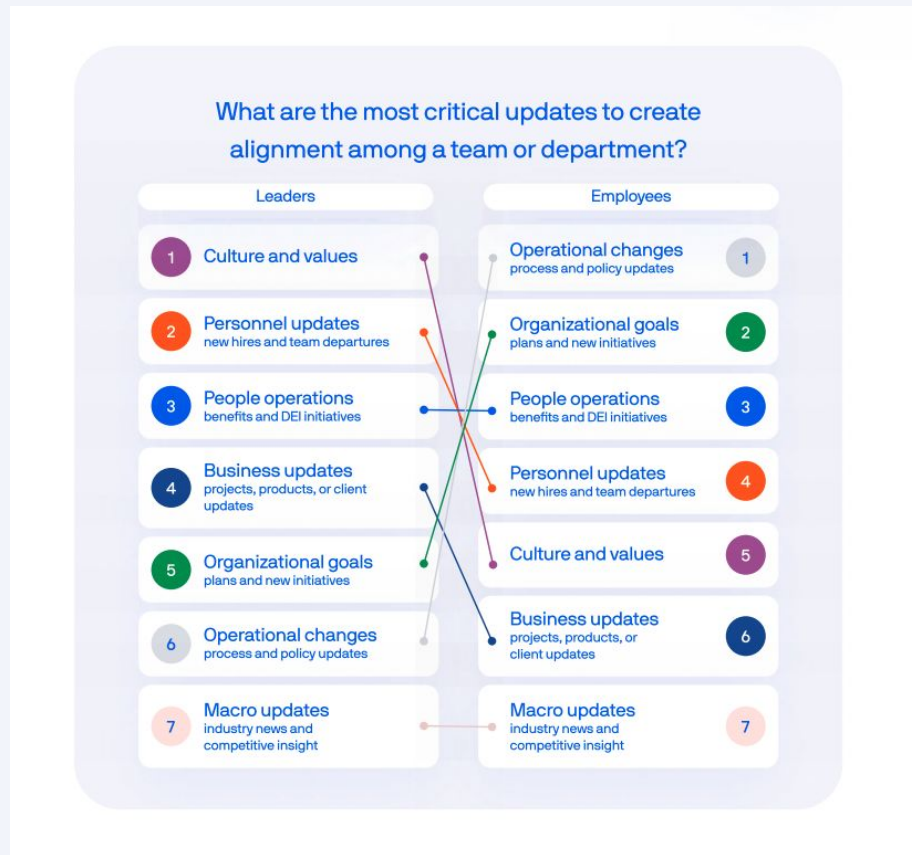 What are the most critical updates to create
alignment among a team or department?
Leaders
1
Culture and values
2
Personnel updates
new hires and team departures
3
People operations
benefits and DEI initiatives
4
Business updates
projects, products, or client
updates
5
Organizational goals
plans and new initiatives
6
Operational changes
process and policy updates
7
Macro updates
industry news and
competitive insight
Employees
Operational changes
process and policy updates
1
Organizational goals
plans and new initiatives
2
People operations
benefits and DEI initiatives
3
Personnel updates
new hires and team departures
4
Culture and values
5
Business updates
projects, products, or
client updates
6
Macro updates
industry news and
competitive insight
7